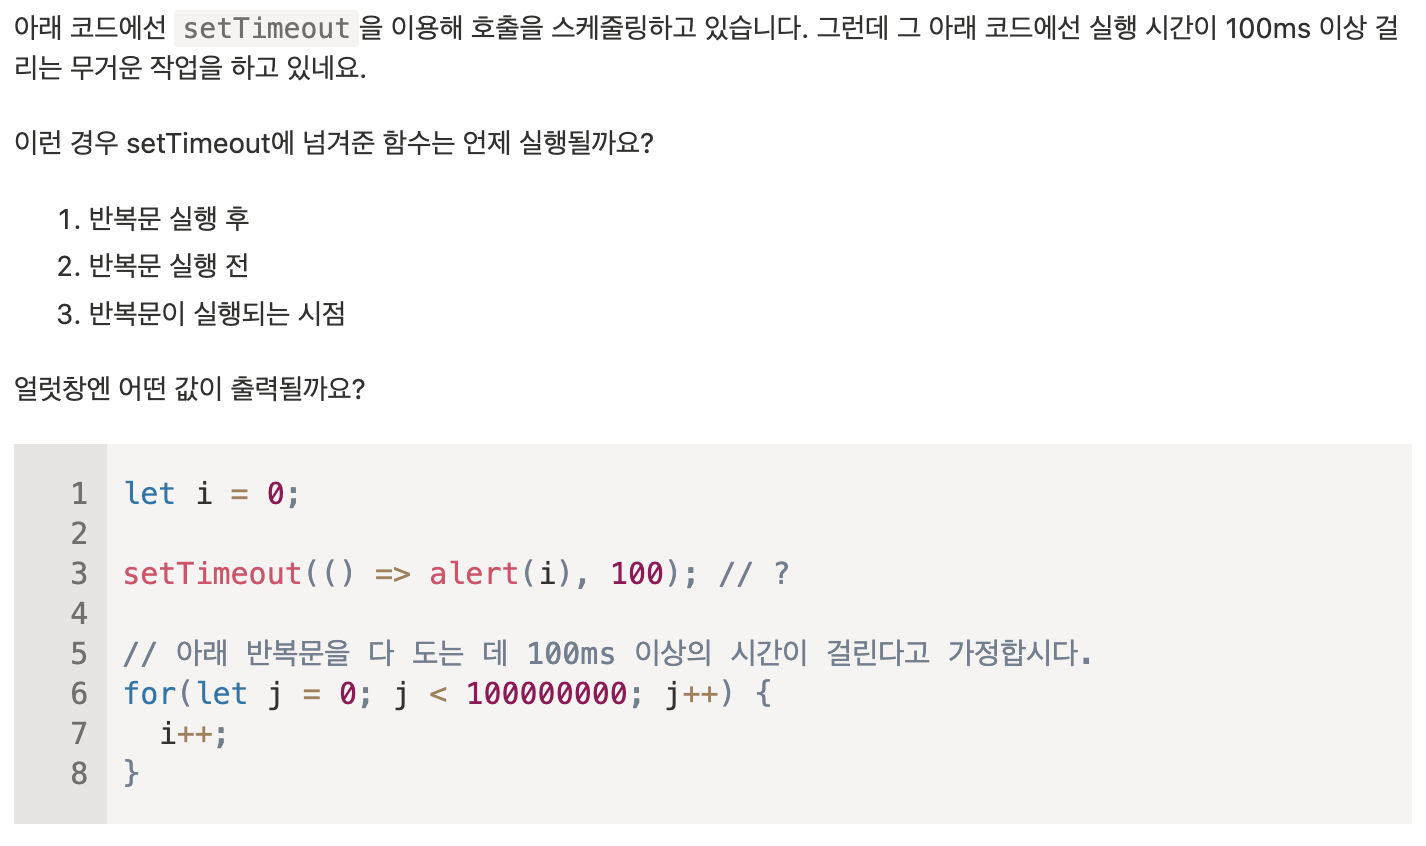 아래 코드에선 setTimeout을 이용해 호출을 스케줄링하고 있습니다. 그런데 그 아래 코드에선 실행 시간이 100ms 이상 걸
리는 무거운 작업을 하고 있네요.
이런 경우 setTimeout에 넘겨준 함수는 언제 실행될까요?
1. 반복문 실행 후
2. 반복문 실행 전
3. 반복문이 실행되는 시점
얼럿창엔 어떤 값이 출력될까요?
1 let i = 0;
2
3 setTimeout(() => alert(i), 100); // ?
4
5 // 아래 반복문을 다 도는 데 100ms 이상의 시간이 걸린다고 가정합시다.
6 for(let j = 0; j < 100000000; j++) {
7   i++;
8 }